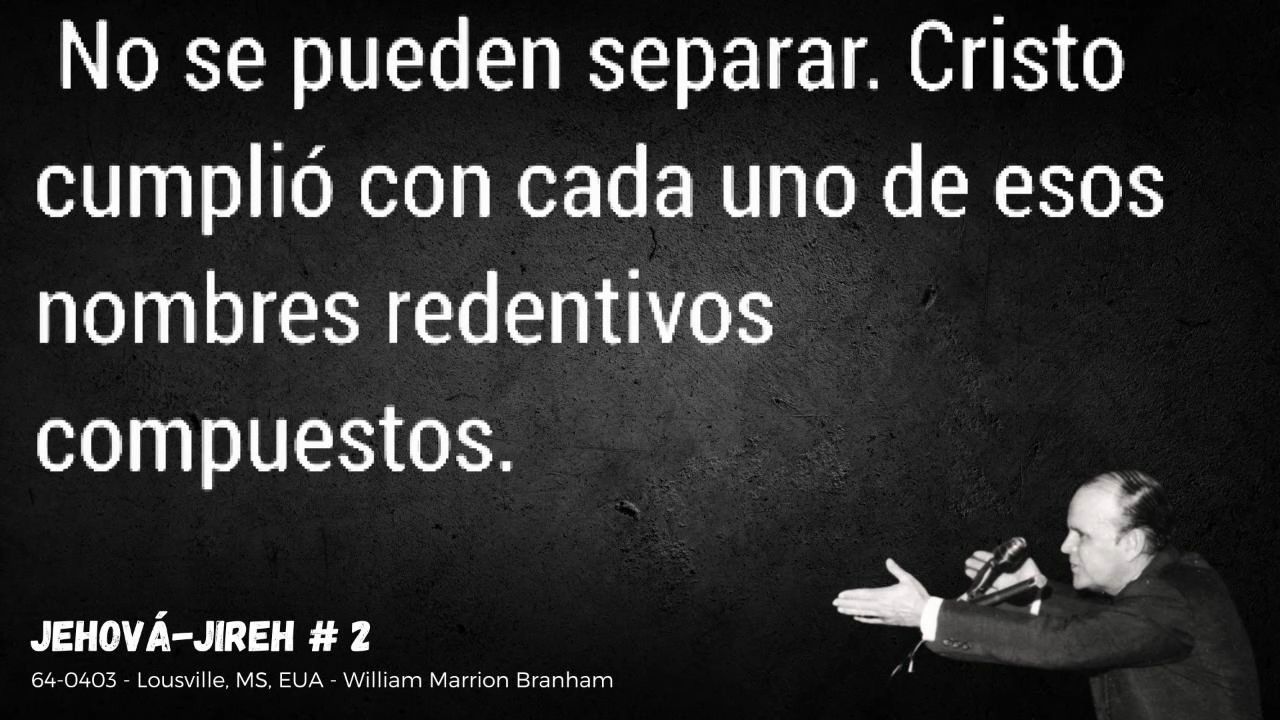 No se pueden separar. Cristo
cumplió con cada uno de esos
nombres redentivos
compuestos.
JEHOVÁ-JIREH # 2
64-0403 - Lousville, MS, EUA - William Marrion Branham